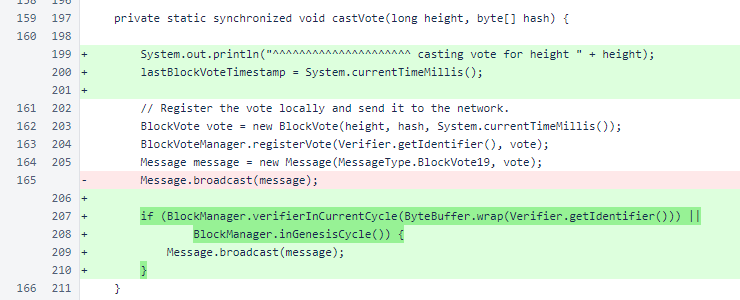 159 197 private static synchronized void castVote(long height, byte[] hash) {
160 198
199 + System.out.println("^^^^^^^^^^^^^^^^^^^^^ casting vote for height " + height);
200 + lastBlockVoteTimestamp = System.currentTimeMillis();
201 +
161 202 // Register the vote locally and send it to the network.
162 203 BlockVote vote = new BlockVote(height, hash, System.currentTimeMillis());
163 204 BlockVoteManager.registerVote(Verifier.getIdentifier(), vote);
164 205 Message message = new Message(MessageType.BlockVote19, vote);
165 - Message.broadcast(message);
206 +
207 + if (BlockManager.verifierInCurrentCycle(ByteBuffer.wrap(Verifier.getIdentifier())) ||
208 + BlockManager.inGenesisCycle()) {
209 + Message.broadcast(message);
210 + }
166 211 }